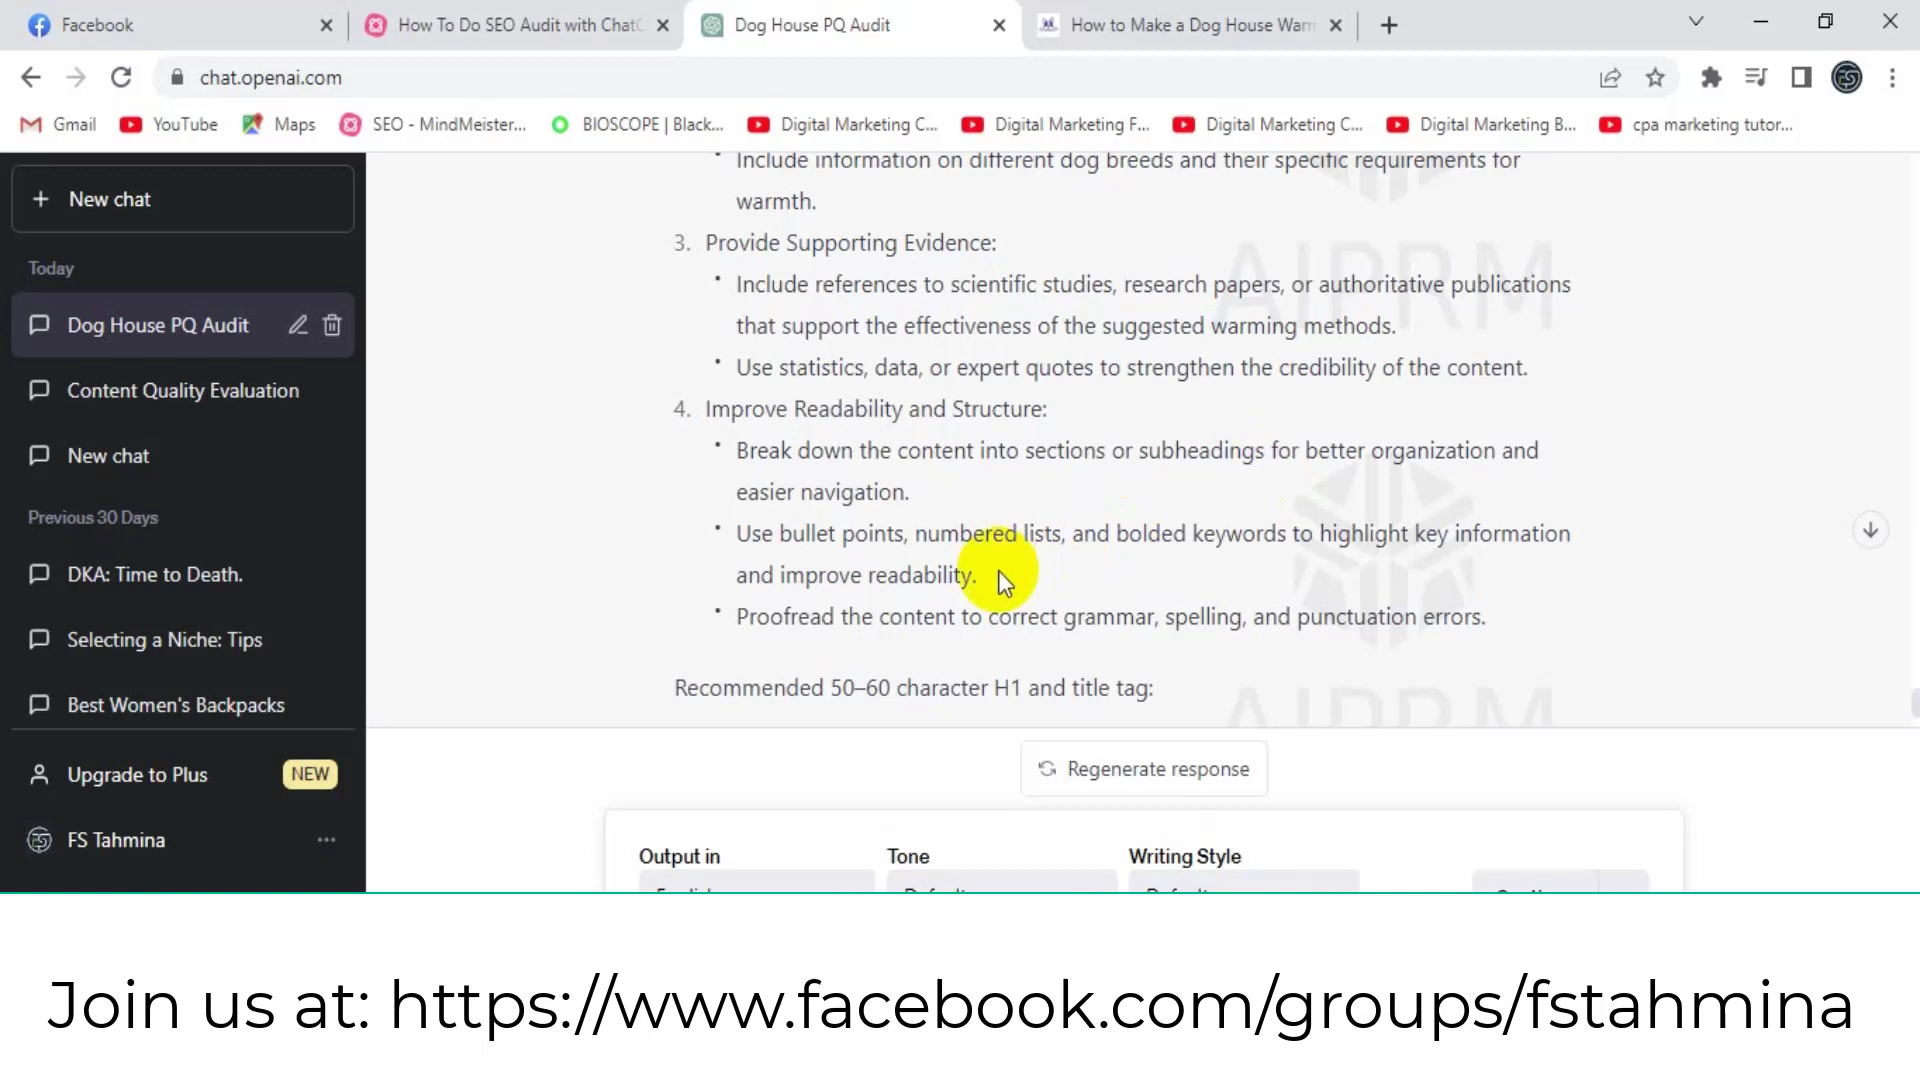 Facebook
How To Do SEO Audit with ChatG
Dog House PQ Audit
How to Make a Dog House Warm
chat.openai.com
Gmail
YouTube
Maps
SEO - MindMeister...
BIOSCOPE | Black...
Digital Marketing C...
Digital Marketing F...
Digital Marketing C...
Digital Marketing B...
cpa marketing tutor...
New chat
Today
Dog House PQ Audit
Content Quality Evaluation
New chat
Previous 30 Days
DKA: Time to Death.
Selecting a Niche: Tips
Best Women's Backpacks
Upgrade to Plus
NEW
FS Tahmina
• Include information on different dog breeds and their specific requirements for
warmth.
3. Provide Supporting Evidence:
• Include references to scientific studies, research papers, or authoritative publications
that support the effectiveness of the suggested warming methods.
• Use statistics, data, or expert quotes to strengthen the credibility of the content.
4. Improve Readability and Structure:
• Break down the content into sections or subheadings for better organization and
easier navigation.
• Use bullet points, numbered lists, and bolded keywords to highlight key information
and improve readability.
• Proofread the content to correct grammar, spelling, and punctuation errors.
Recommended 50–60 character H1 and title tag:
AIPRM
AIPRM
Regenerate response
Output in
Tone
Writing Style
Join us at: https://www.facebook.com/groups/fstahmina